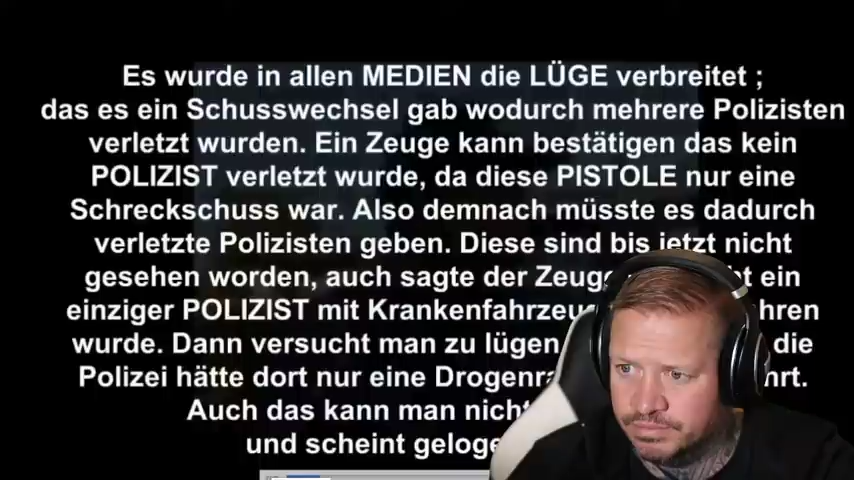 Es wurde in allen MEDIEN die LÜGE verbreitet ;
das es ein Schusswechsel gab wodurch mehrere Polizisten
verletzt wurden. Ein Zeuge kann bestätigen das kein
POLIZIST verletzt wurde, da diese PISTOLE nur eine
Schreckschuss war. Also demnach müsste es dadurch
verletzte Polizisten geben. Diese sind bis jetzt nicht
gesehen worden, auch sagte der ein
einziger POLIZIST mit
wurde. Dann versucht man zu lügen die
Polizei hätte dort nur eine
Auch das kann man
und scheint